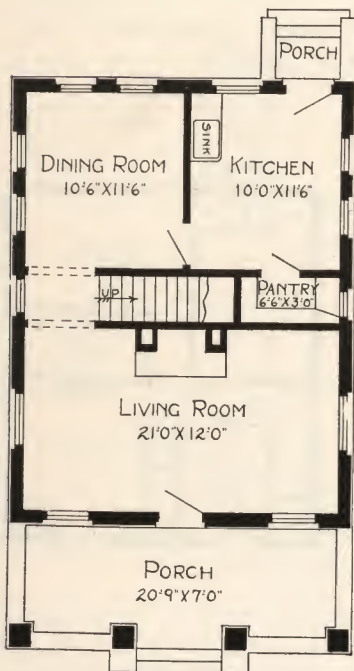 PORCH
SINK
DINING ROOM
10'6"X11'6"
KITCHEN
10'0"X11'6"
UP
PANTRY
6'6"X3'0"
LIVING ROOM
21'0"X12'0"
PORCH
20'9"X7'0"